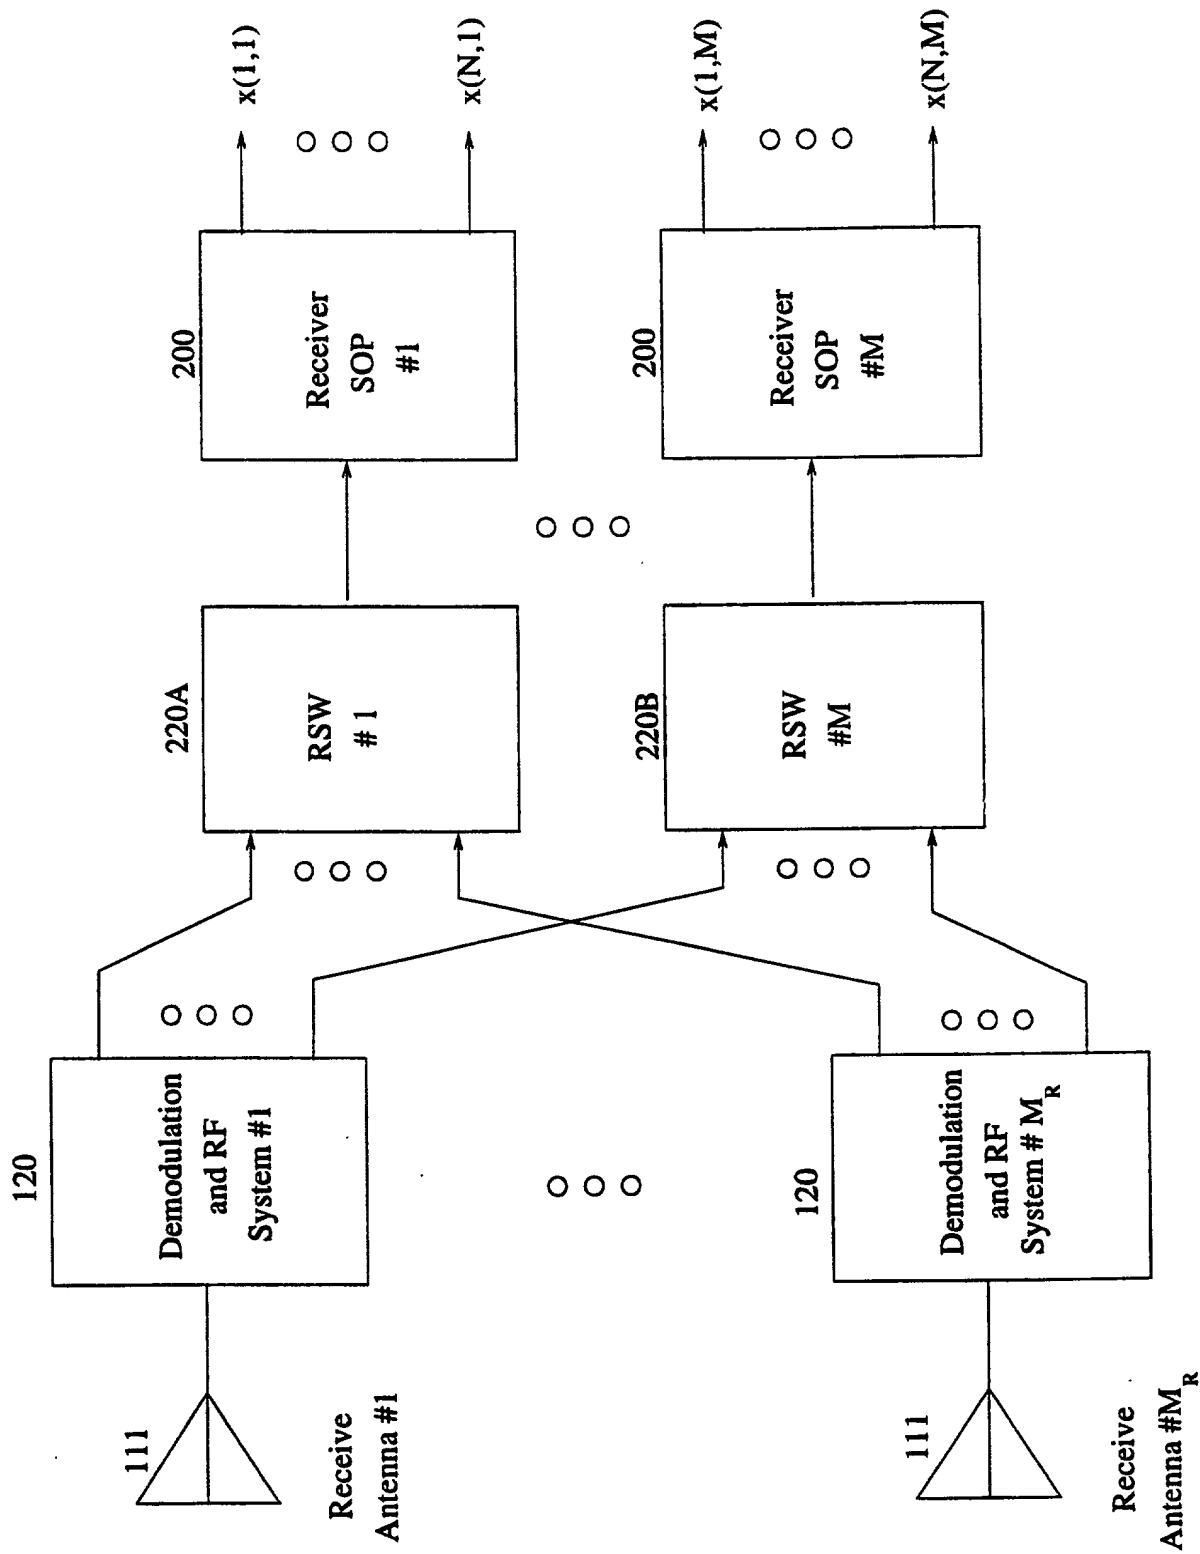 111
Receive
Antenna #1
120
Demodulation
and RF
System #1
220A
RSW
# 1
200
Receiver
SOP
#1
x(1,1)
x(N,1)
111
Receive
Antenna #M_R
120
Demodulation
and RF
System # M_R
220B
RSW
#M
200
Receiver
SOP
#M
x(1,M)
x(N,M)